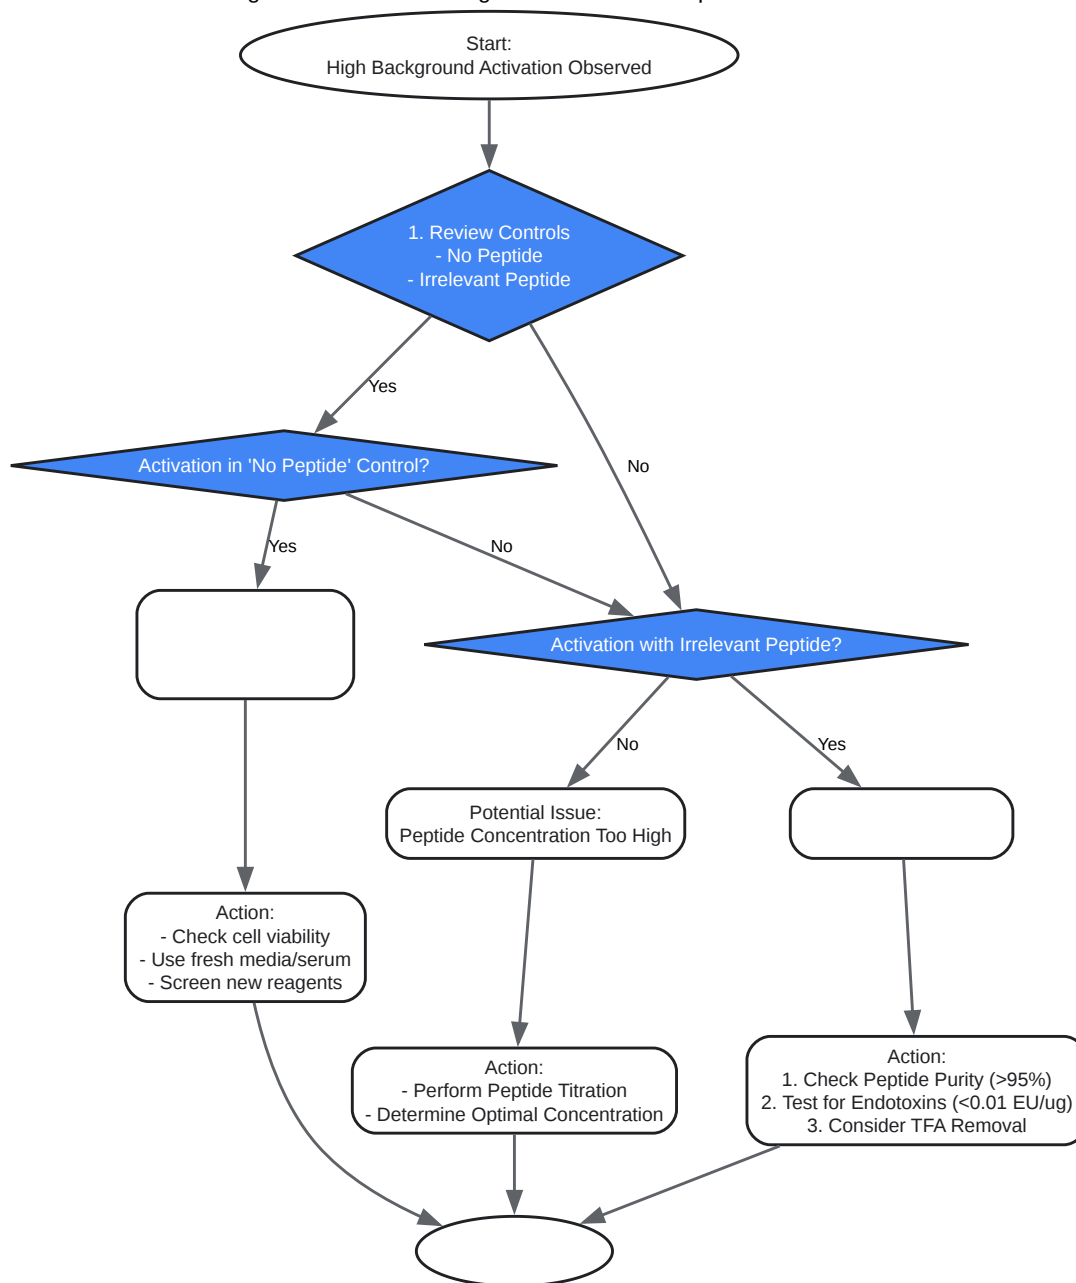 Start:
High Background Activation Observed
1. Review Controls
- No Peptide
- Irrelevant Peptide
Yes
Activation in 'No Peptide' Control?
No
Yes
No
Activation with Irrelevant Peptide?
No
Yes
Potential Issue:
Peptide Concentration Too High
Action:
- Check cell viability
- Use fresh media/serum
- Screen new reagents
Action:
- Perform Peptide Titration
- Determine Optimal Concentration
Action:
1. Check Peptide Purity (>95%)
2. Test for Endotoxins (<0.01 EU/ug)
3. Consider TFA Removal